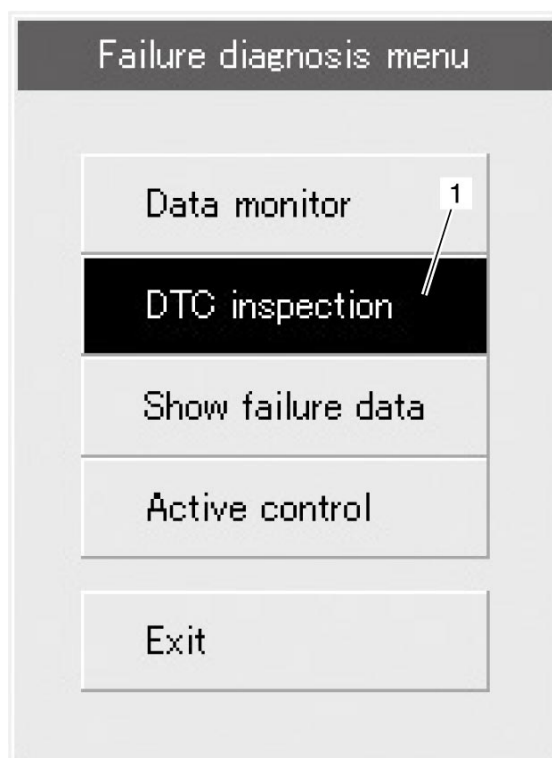 Failure diagnosis menu
Data monitor
1
DTC inspection
Show failure data
Active control
Exit